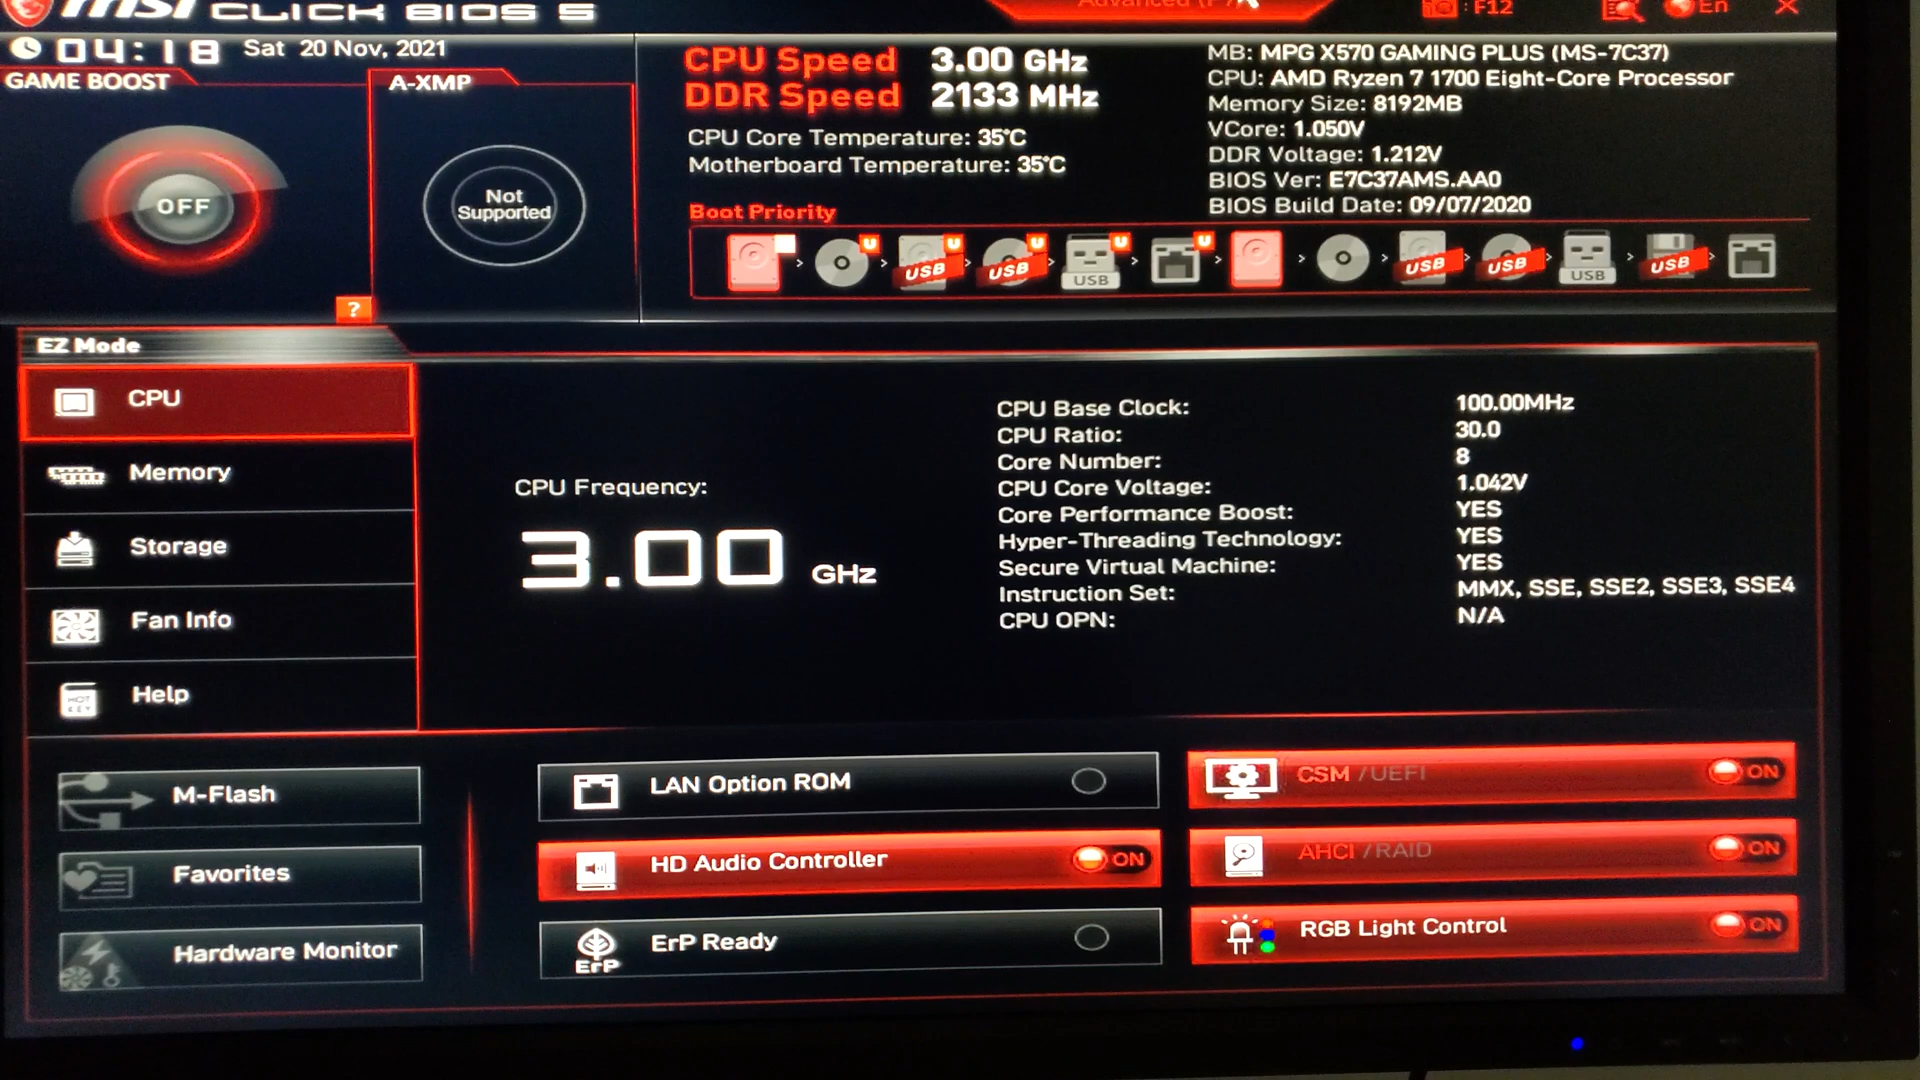 msi CLICK BIOS 5
Advanced (F7)
: F12
En
X
04:18 Sat 20 Nov, 2021
GAME BOOST
OFF
A-XMP
Not
Supported
?
CPU Speed 3.00 GHz
DDR Speed 2133 MHz
CPU Core Temperature: 35°C
Motherboard Temperature: 35°C
MB: MPG X570 GAMING PLUS (MS-7C37)
CPU: AMD Ryzen 7 1700 Eight-Core Processor
Memory Size: 8192MB
VCore: 1.050V
DDR Voltage: 1.212V
BIOS Ver: E7C37AMS.AA0
BIOS Build Date: 09/07/2020
Boot Priority
U USB U USB U USB U U USB USB USB USB
EZ Mode
CPU
Memory
Storage
Fan Info
HOT KEY Help
CPU Frequency:
3.00 GHz
CPU Base Clock: 100.00MHz
CPU Ratio: 30.0
Core Number: 8
CPU Core Voltage: 1.042V
Core Performance Boost: YES
Hyper-Threading Technology: YES
Secure Virtual Machine: YES
Instruction Set: MMX, SSE, SSE2, SSE3, SSE4
CPU OPN: N/A
M-Flash
Favorites
Hardware Monitor
LAN Option ROM
HD Audio Controller ON
ErP ErP Ready
CSM /UEFI ON
AHCI /RAID ON
RGB Light Control ON